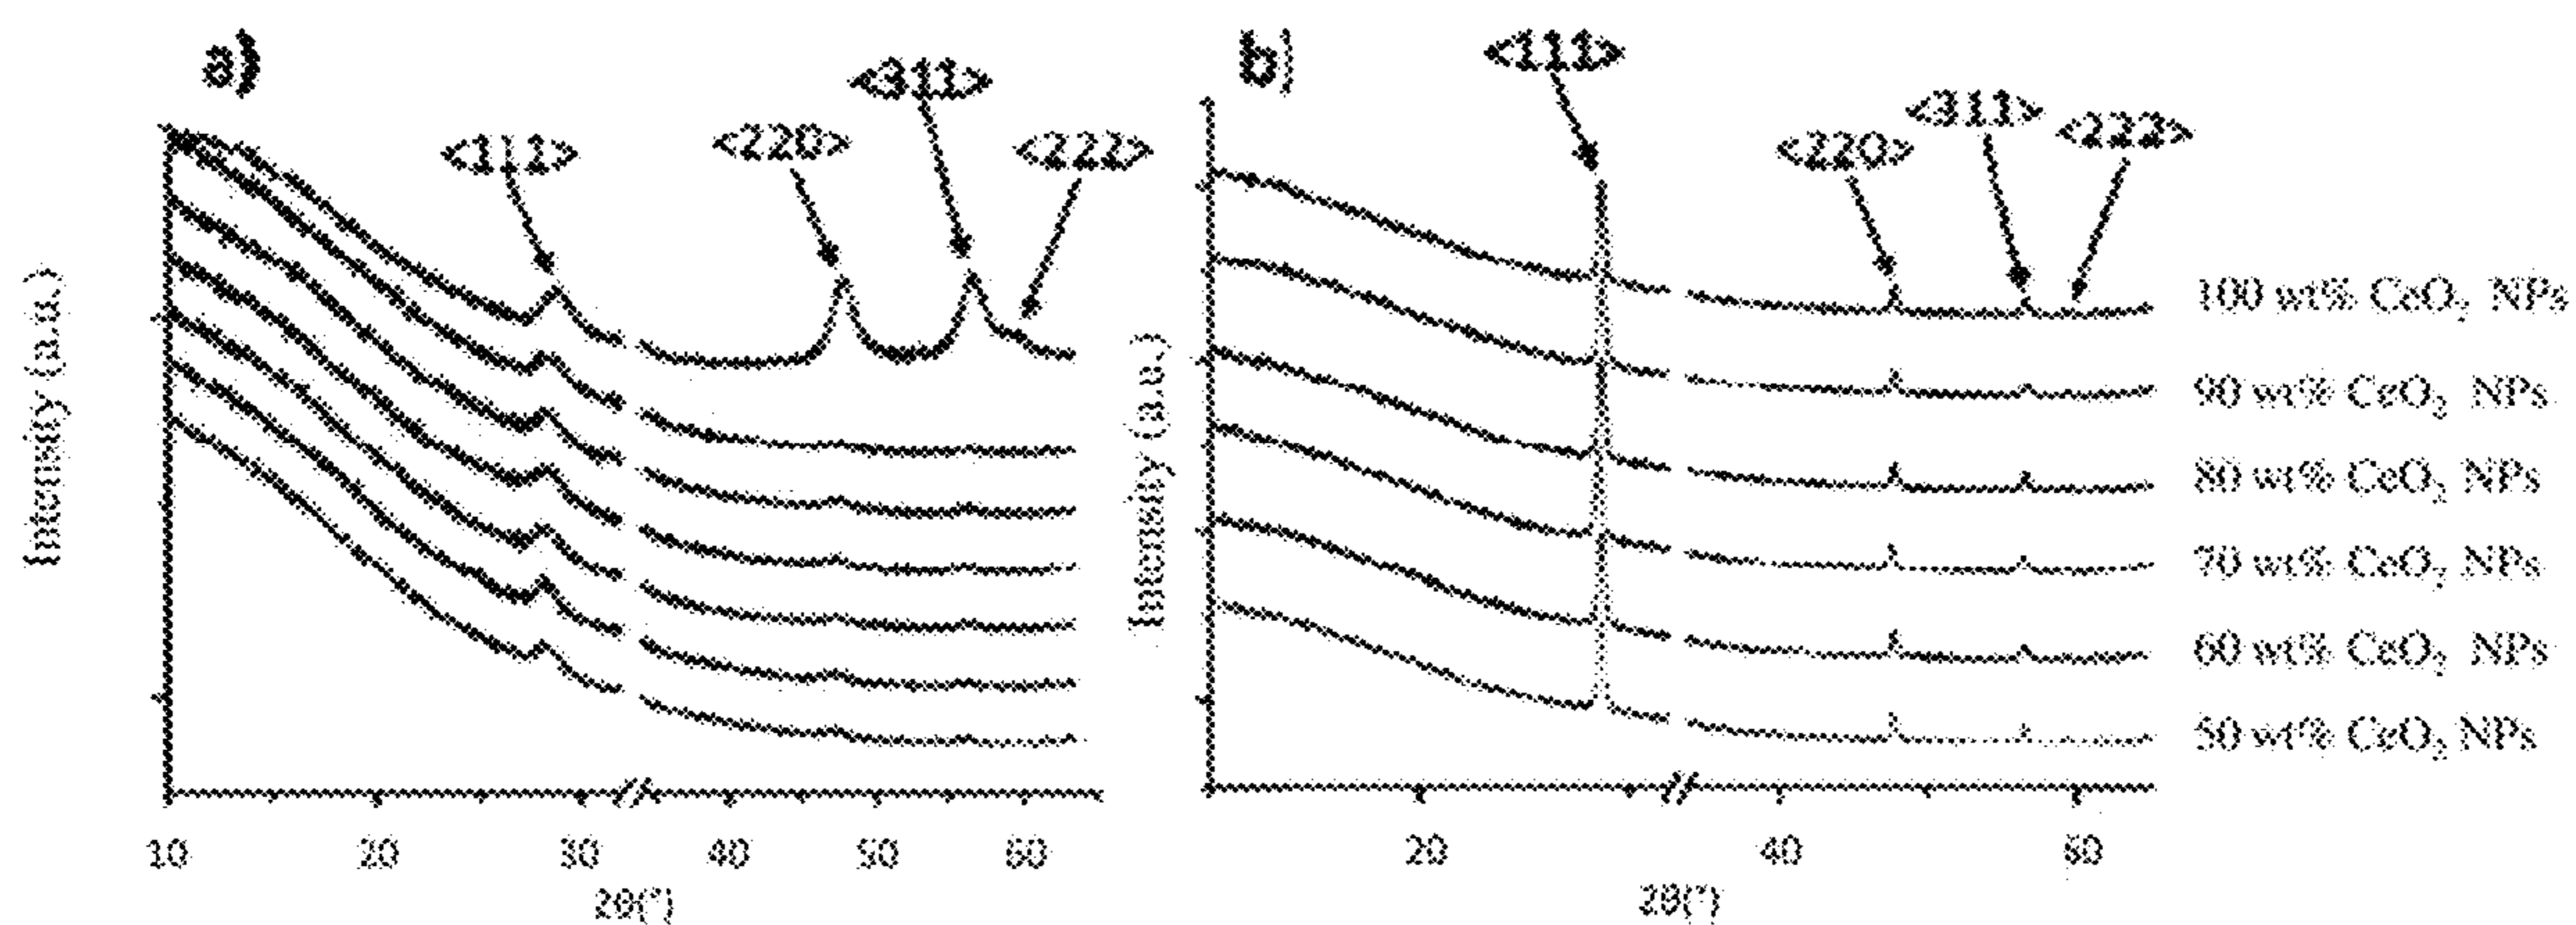 a)
<111>
<220>
<311>
<222>
Intensity (a.u.)
10 20 30 40 50 60
2θ(°)
b)
<111>
<220>
<311>
<222>
Intensity (a.u.)
20 40 60
2θ(°)
100 wt% CeO₂ NPs
90 wt% CeO₂ NPs
80 wt% CeO₂ NPs
70 wt% CeO₂ NPs
60 wt% CeO₂ NPs
50 wt% CeO₂ NPs